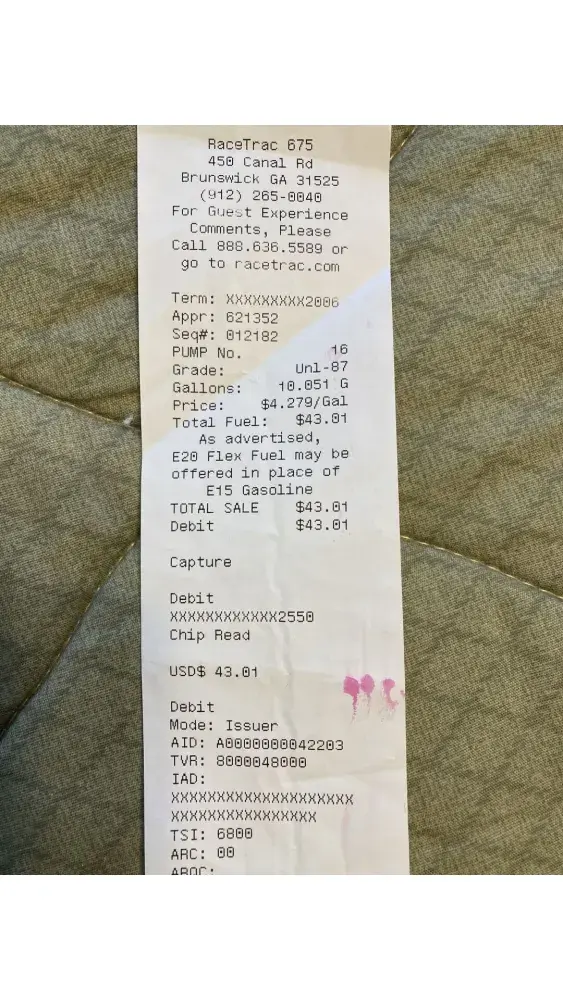 RaceTrac 675
450 Canal Rd
Brunswick GA 31525
(912) 265-0040
For Guest Experience
Comments, Please
Call 888.636.5589 or
go to racetrac.com
Term: XXXXXXXXX2006
Appr: 621352
Seq#: 012182
PUMP No. 16
Grade: Unl-87
Gallons: 10.051 G
Price: $4.279/Gal
Total Fuel: $43.01
As advertised,
E20 Flex Fuel may be
offered in place of
E15 Gasoline
TOTAL SALE $43.01
Debit $43.01
Capture
Debit
XXXXXXXXXXXX2550
Chip Read
USD$ 43.01
Debit
Mode: Issuer
AID: A0000000042203
TVR: 8000048000
IAD:
XXXXXXXXXXXXXXXXXXXX
XXXXXXXXXXXXXXXX
TSI: 6800
ARC: 00